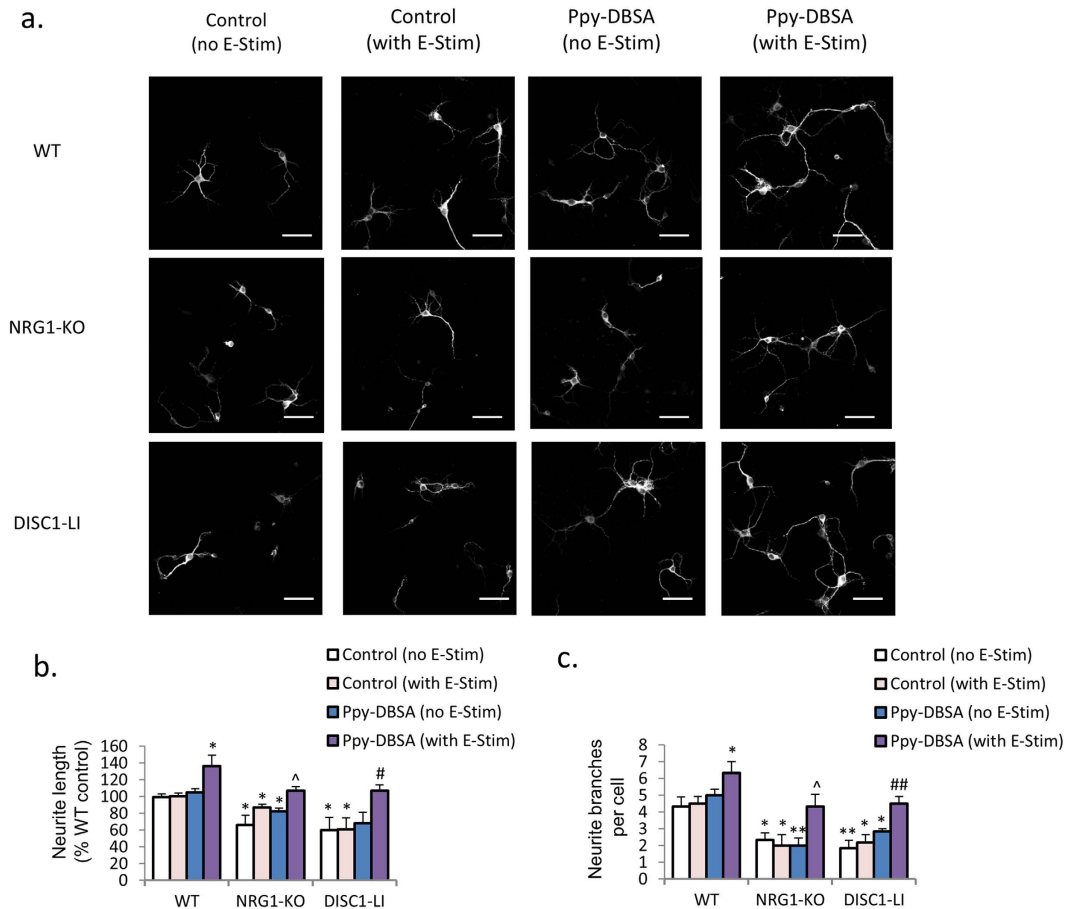 a.
Control
(no E-Stim)
Control
(with E-Stim)
Ppy-DBSA
(no E-Stim)
Ppy-DBSA
(with E-Stim)
WT
NRG1-KO
DISC1-LI
b.
Control (no E-Stim)
Control (with E-Stim)
Ppy-DBSA (no E-Stim)
Ppy-DBSA (with E-Stim)
Neurite length
(% WT control)
160
140
120
100
80
60
40
20
0
*
* * * ^
* * #
WT NRG1-KO DISC1-LI
c.
Control (no E-Stim)
Control (with E-Stim)
Ppy-DBSA (no E-Stim)
Ppy-DBSA (with E-Stim)
Neurite branches
per cell
8
7
6
5
4
3
2
1
0
*
* * ** ^
** * * ##
WT NRG1-KO DISC1-LI